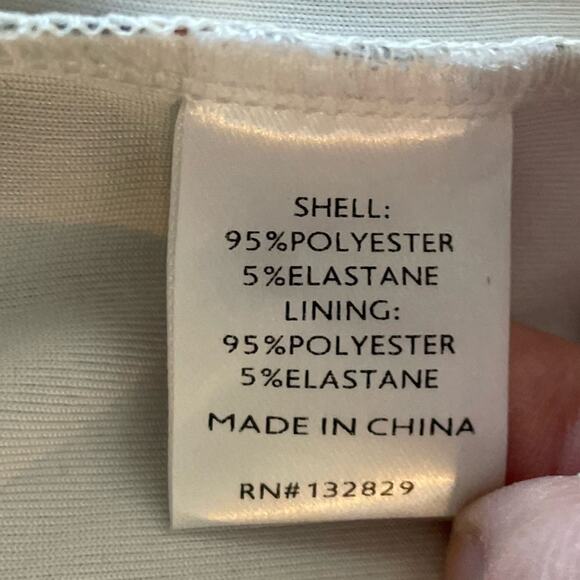 SHELL:
95%POLYESTER
5%ELASTANE
LINING:
95%POLYESTER
5%ELASTANE
MADE IN CHINA
RN#132829